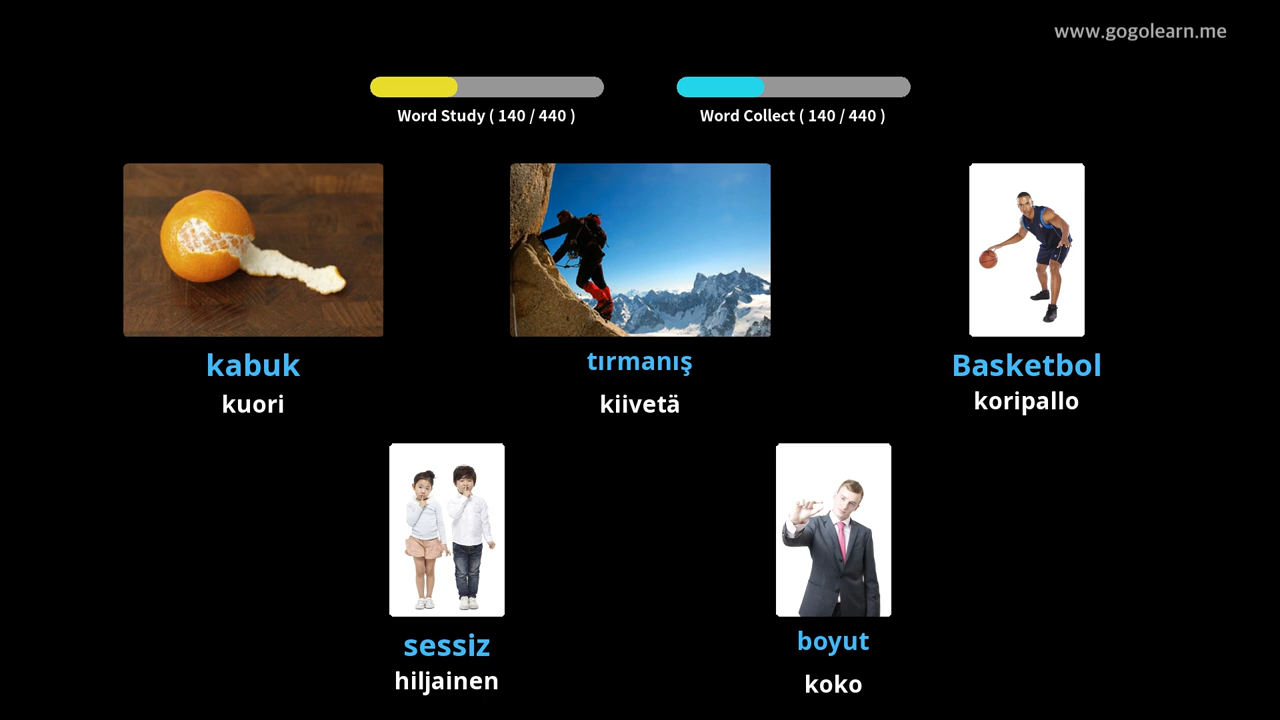 www.gogolearn.me
Word Study ( 140 / 440 )
Word Collect ( 140 / 440 )
kabuk
kuori
tırmanış
kiivetä
Basketbol
koripallo
sessiz
hiljainen
boyut
koko